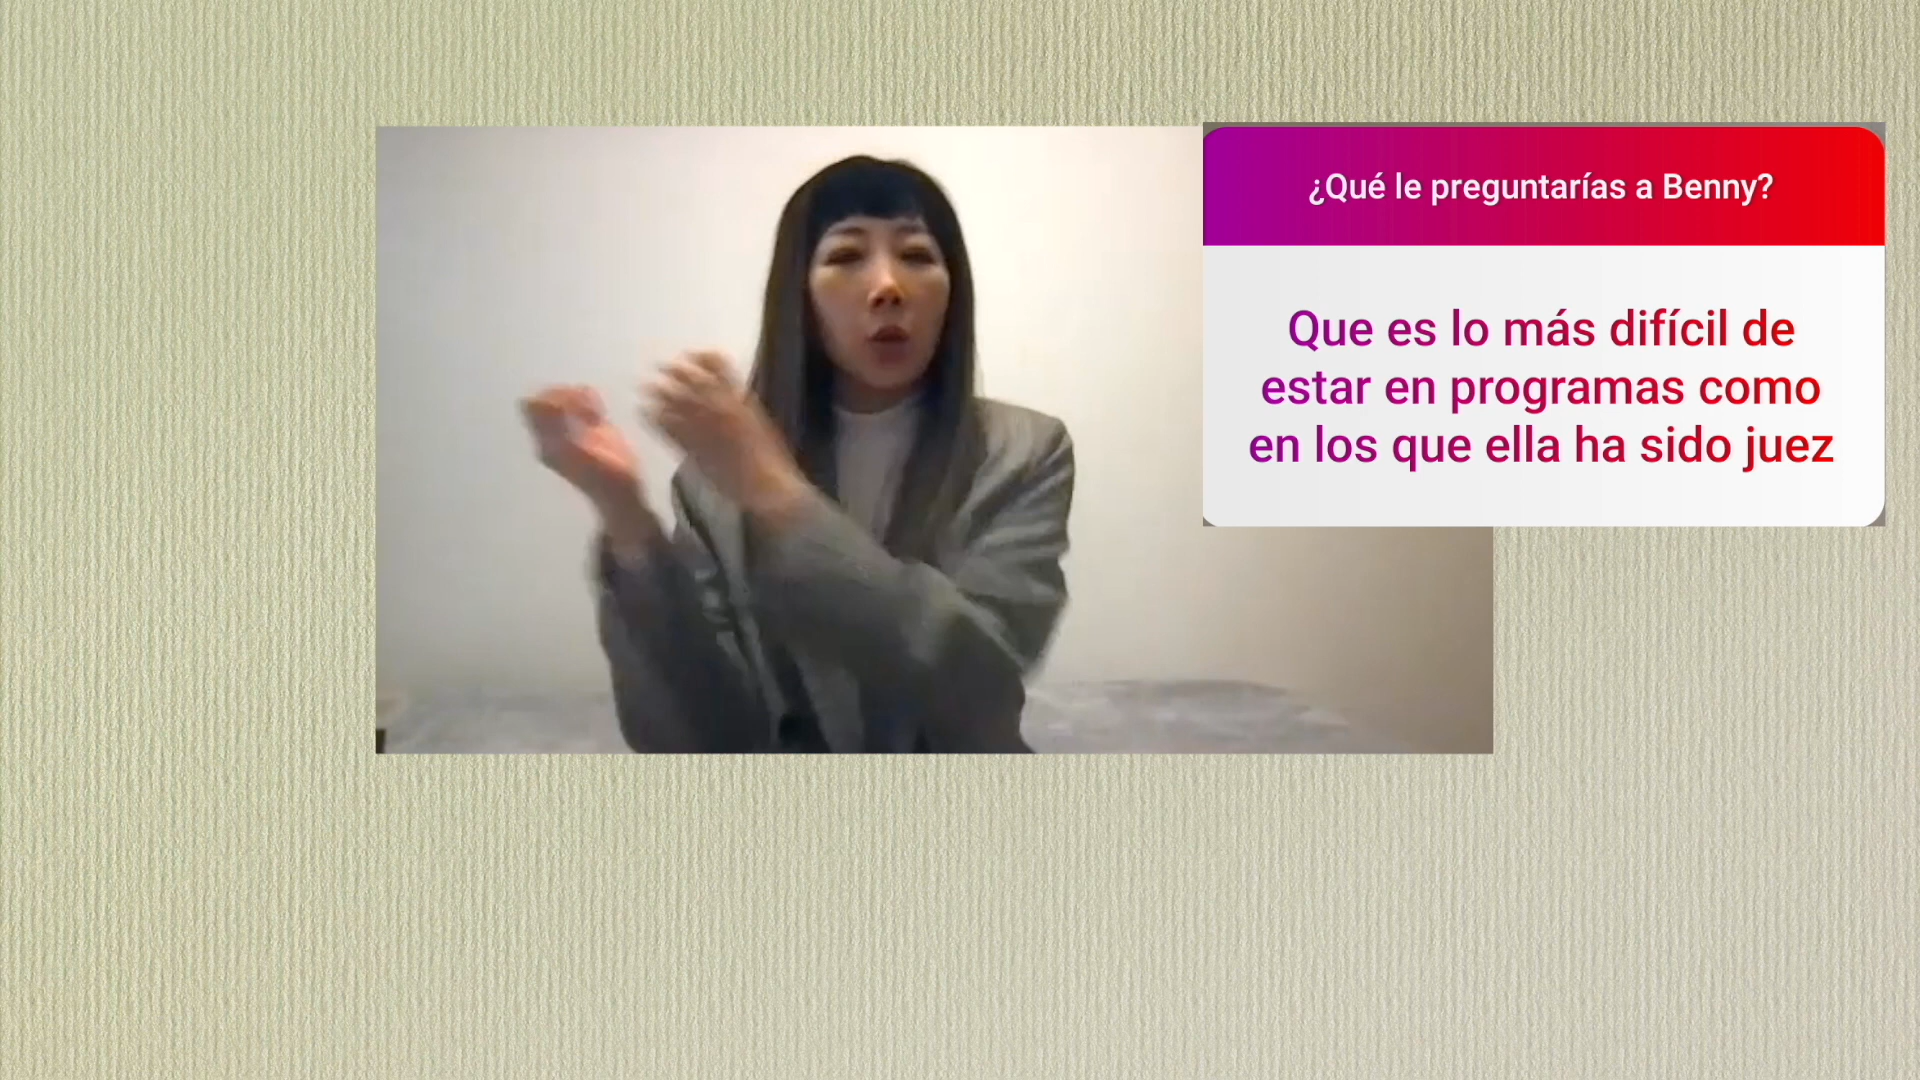 ¿Qué le preguntarías a Benny?
Que es lo más difícil de
estar en programas como
en los que ella ha sido juez